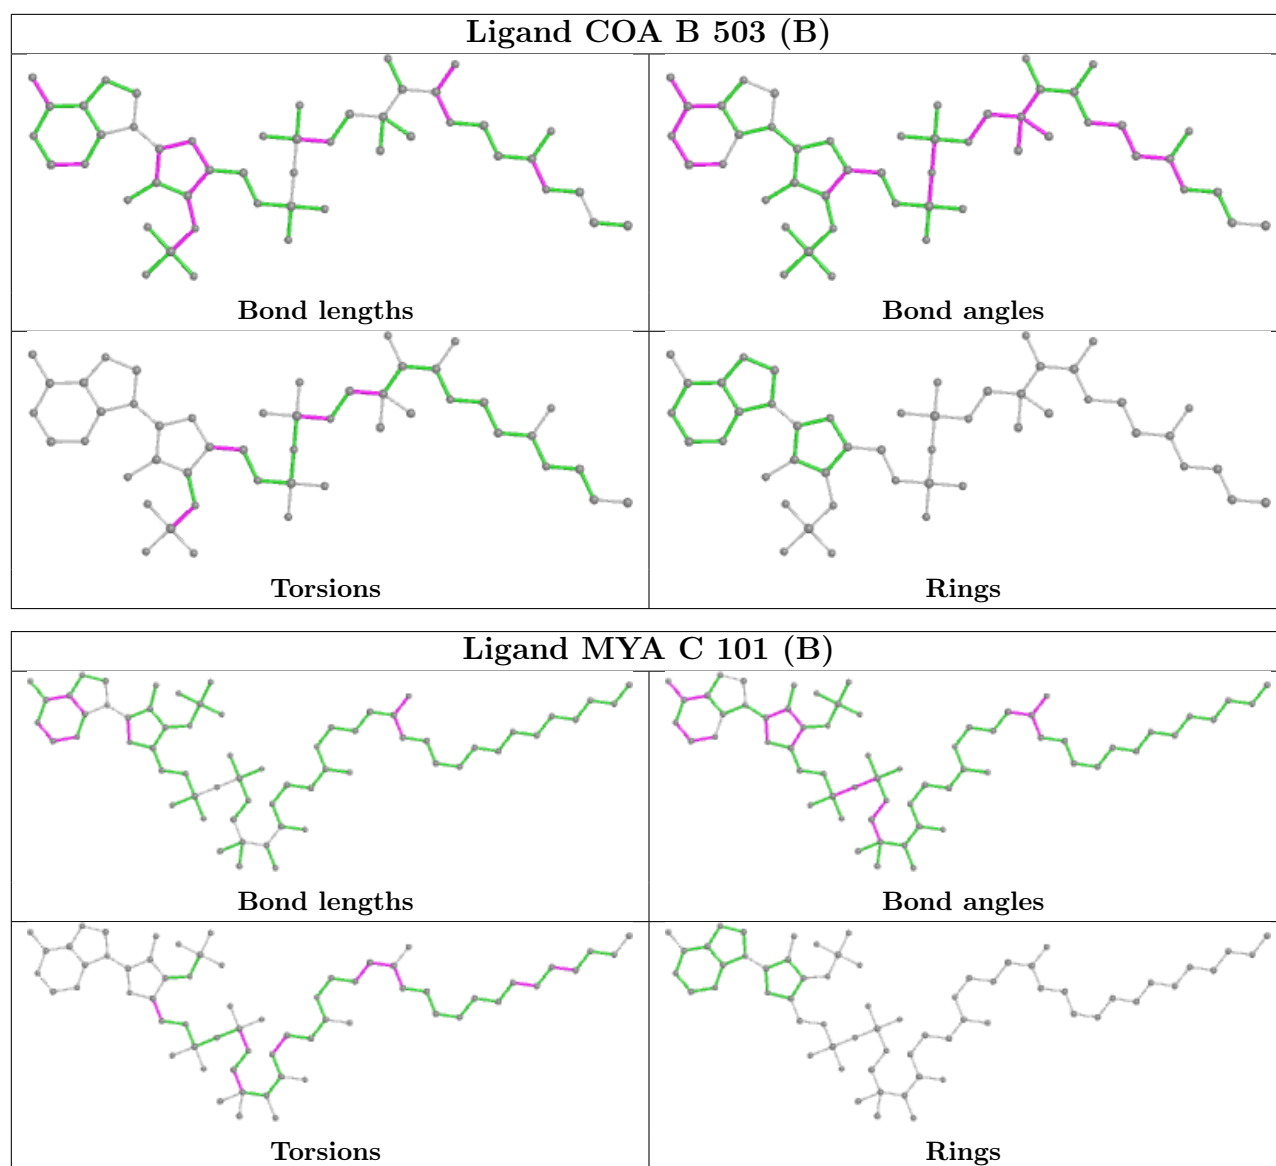 Ligand COA B 503 (B)
Bond lengths
Bond angles
Torsions
Rings
Ligand MYA C 101 (B)
Bond lengths
Bond angles
Torsions
Rings